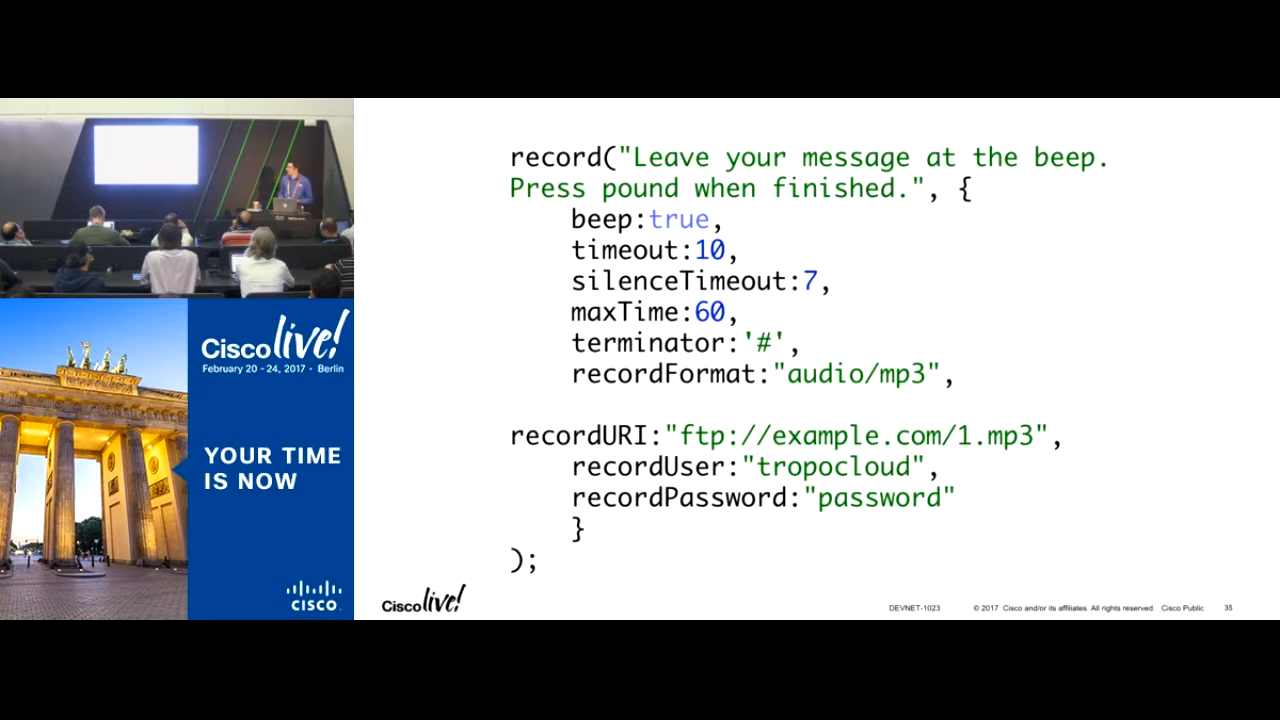 record("Leave your message at the beep.
Press pound when finished.", {
beep:true,
timeout:10,
silenceTimeout:7,
maxTime:60,
terminator:'#',
recordFormat:"audio/mp3",
recordURI:"ftp://example.com/1.mp3",
recordUser:"tropocloud",
recordPassword:"password"
}
);
Cisco live!
February 20 - 24, 2017 · Berlin
YOUR TIME
IS NOW
CISCO.
Cisco live!
DEVNET-1023
© 2017 Cisco and/or its affiliates. All rights reserved. Cisco Public
35